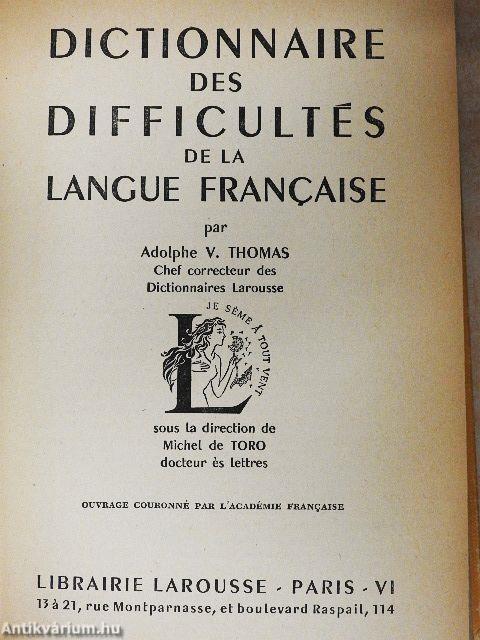 DICTIONNAIRE
DES
DIFFICULTÉS
DE LA
LANGUE FRANÇAISE
par
Adolphe V. THOMAS
Chef correcteur des
Dictionnaires Larousse
JE SÈME À TOUT VENT
L
sous la direction de
Michel de TORO
docteur ès lettres
OUVRAGE COURONNÉ PAR L'ACADÉMIE FRANÇAISE
LIBRAIRIE LAROUSSE - PARIS - VI
13 à 21, rue Montparnasse, et boulevard Raspail, 114
Antikvárium.hu